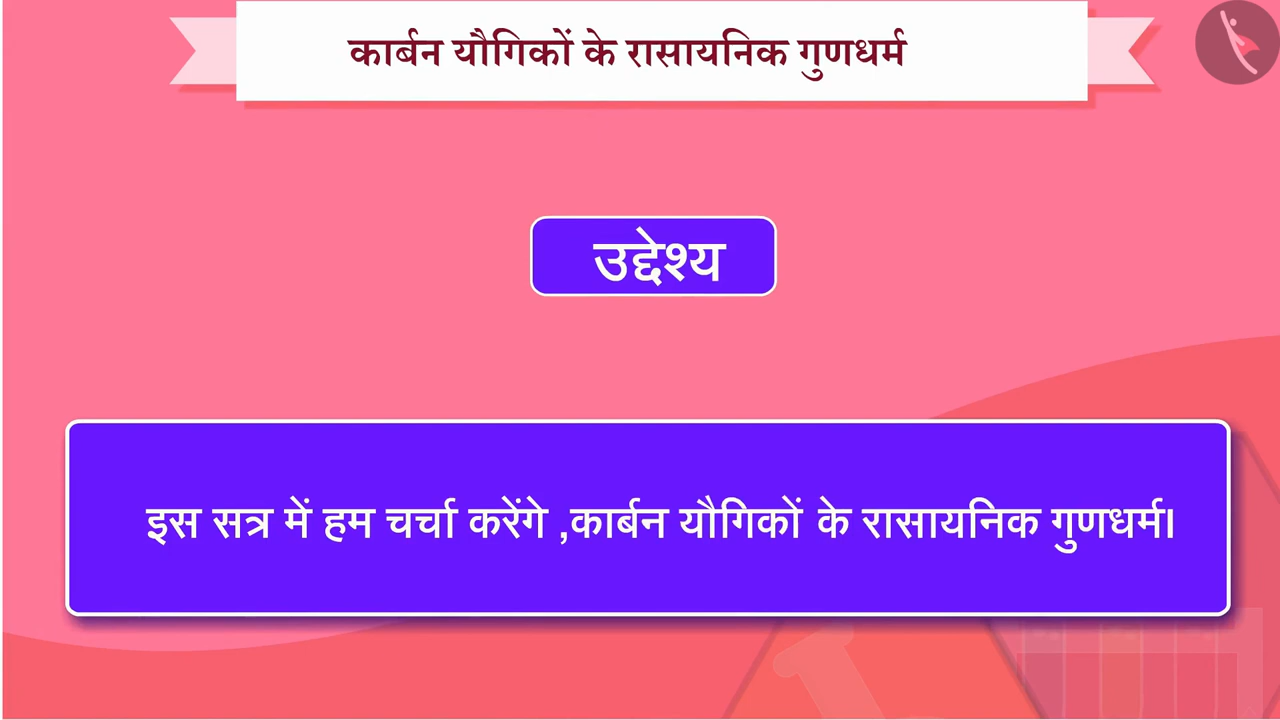 कार्बन यौगिकों के रासायनिक गुणधर्म
उद्देश्य
इस सत्र में हम चर्चा करेंगे ,कार्बन यौगिकों के रासायनिक गुणधर्म।